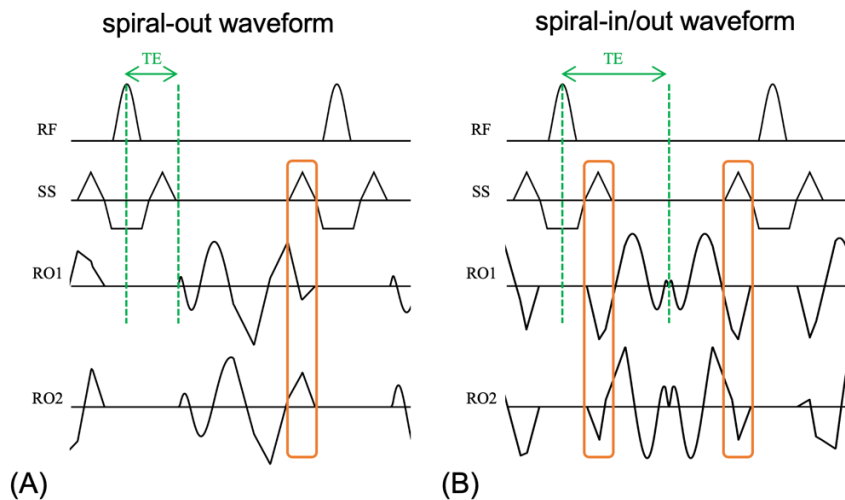 spiral-out waveform
TE
RF
SS
RO1
RO2
(A)
spiral-in/out waveform
TE
RF
SS
RO1
RO2
(B)